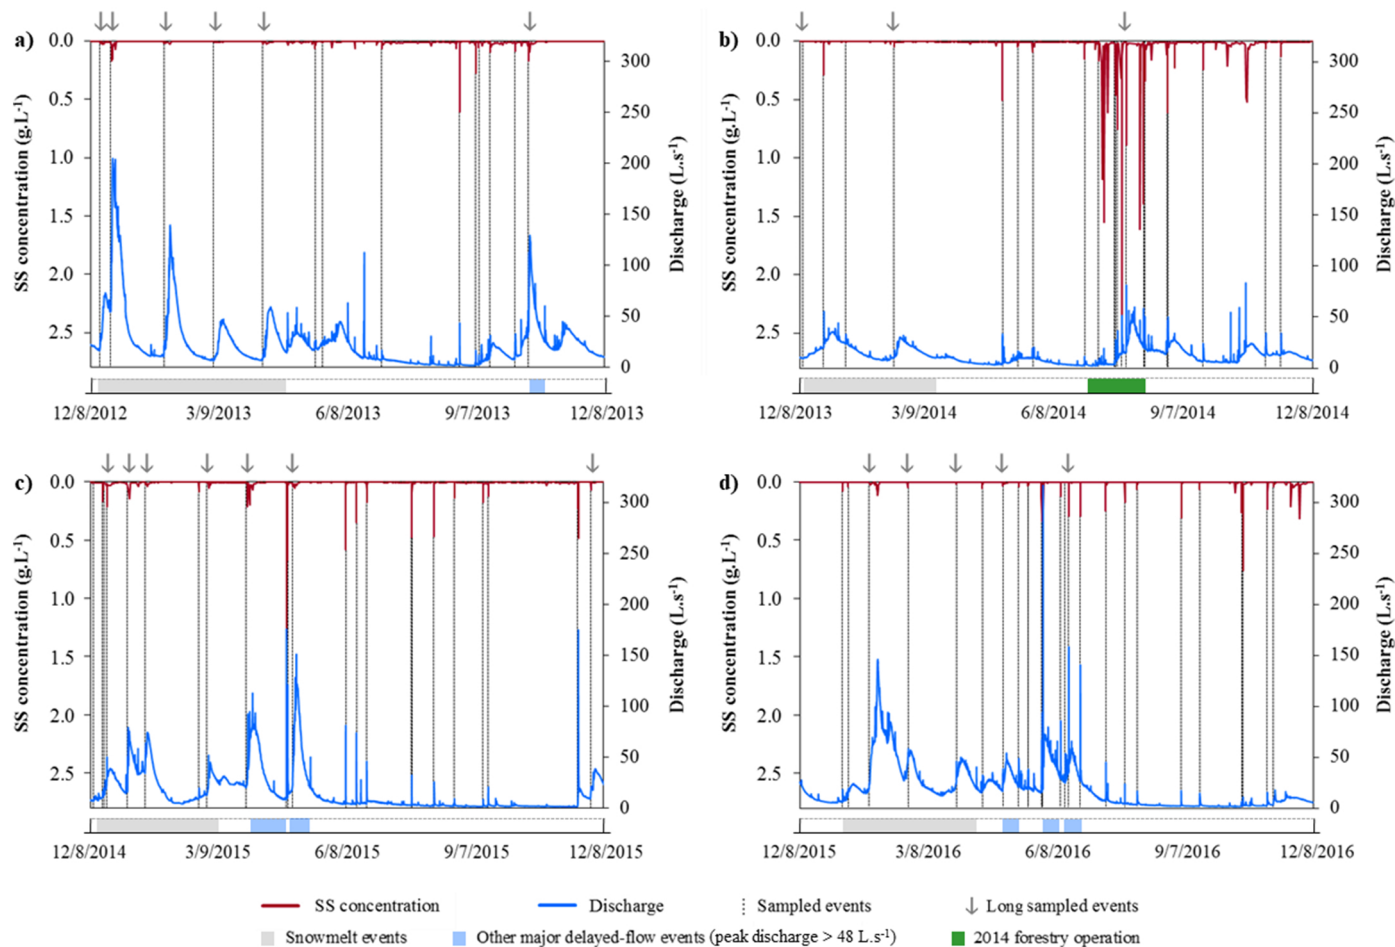 a)
0.0
0.5
1.0
1.5
2.0
2.5
SS concentration (g.L-1)
300
250
200
150
100
50
0
Discharge (L.s-1)
12/8/2012 3/9/2013 6/8/2013 9/7/2013 12/8/2013
b)
0.0
0.5
1.0
1.5
2.0
2.5
SS concentration (g.L-1)
300
250
200
150
100
50
0
Discharge (L.s-1)
12/8/2013 3/9/2014 6/8/2014 9/7/2014 12/8/2014
c)
0.0
0.5
1.0
1.5
2.0
2.5
SS concentration (g.L-1)
300
250
200
150
100
50
0
Discharge (L.s-1)
12/8/2014 3/9/2015 6/8/2015 9/7/2015 12/8/2015
d)
0.0
0.5
1.0
1.5
2.0
2.5
SS concentration (g.L-1)
300
250
200
150
100
50
0
Discharge (L.s-1)
12/8/2015 3/8/2016 6/8/2016 9/7/2016 12/8/2016
SS concentration Discharge Sampled events Long sampled events
Snowmelt events Other major delayed-flow events (peak discharge > 48 L.s-1) 2014 forestry operation